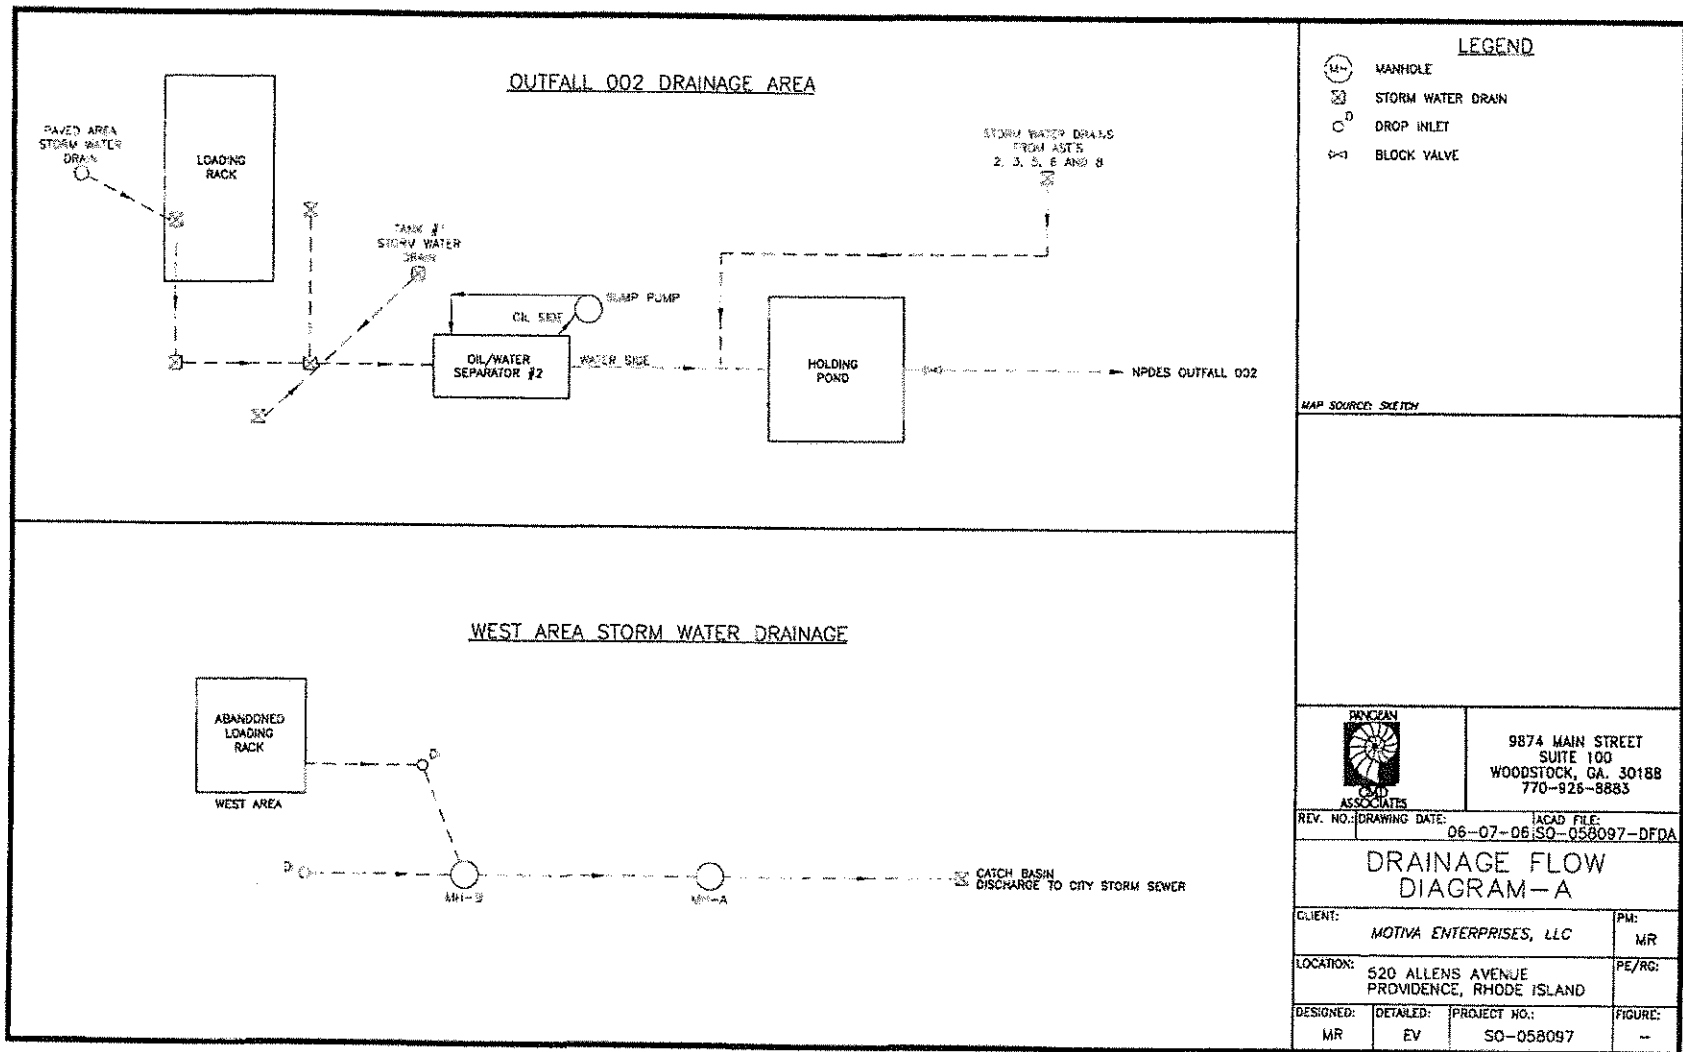 OUTFALL 002 DRAINAGE AREA
PAVED AREA
STORM WATER
DRAIN
LOADING
RACK
TANK #1
STORM WATER
DRAIN
STORM WATER DRAINS
FROM AST'S
2, 3, 5, 6 AND 8
SUMP PUMP
OIL SIDE
OIL/WATER
SEPARATOR #2
WATER SIDE
HOLDING
POND
NPDES OUTFALL 002
WEST AREA STORM WATER DRAINAGE
ABANDONED
LOADING
RACK
WEST AREA
D
D
MH-B
MH-A
CATCH BASIN
DISCHARGE TO CITY STORM SEWER
LEGEND
MH- MANHOLE
STORM WATER DRAIN
D DROP INLET
BLOCK VALVE
MAP SOURCE: SKETCH
PANGEAN
CMD
ASSOCIATES
9874 MAIN STREET
SUITE 100
WOODSTOCK, GA. 30188
770-926-8883
REV. NO.: DRAWING DATE: ACAD FILE:
06-07-06 SO-058097-DFDA
DRAINAGE FLOW
DIAGRAM-A
CLIENT: PM:
MOTIVA ENTERPRISES, LLC MR
LOCATION: PE/RG:
520 ALLENS AVENUE
PROVIDENCE, RHODE ISLAND
DESIGNED: DETAILED: PROJECT NO.: FIGURE:
MR EV SO-058097 --